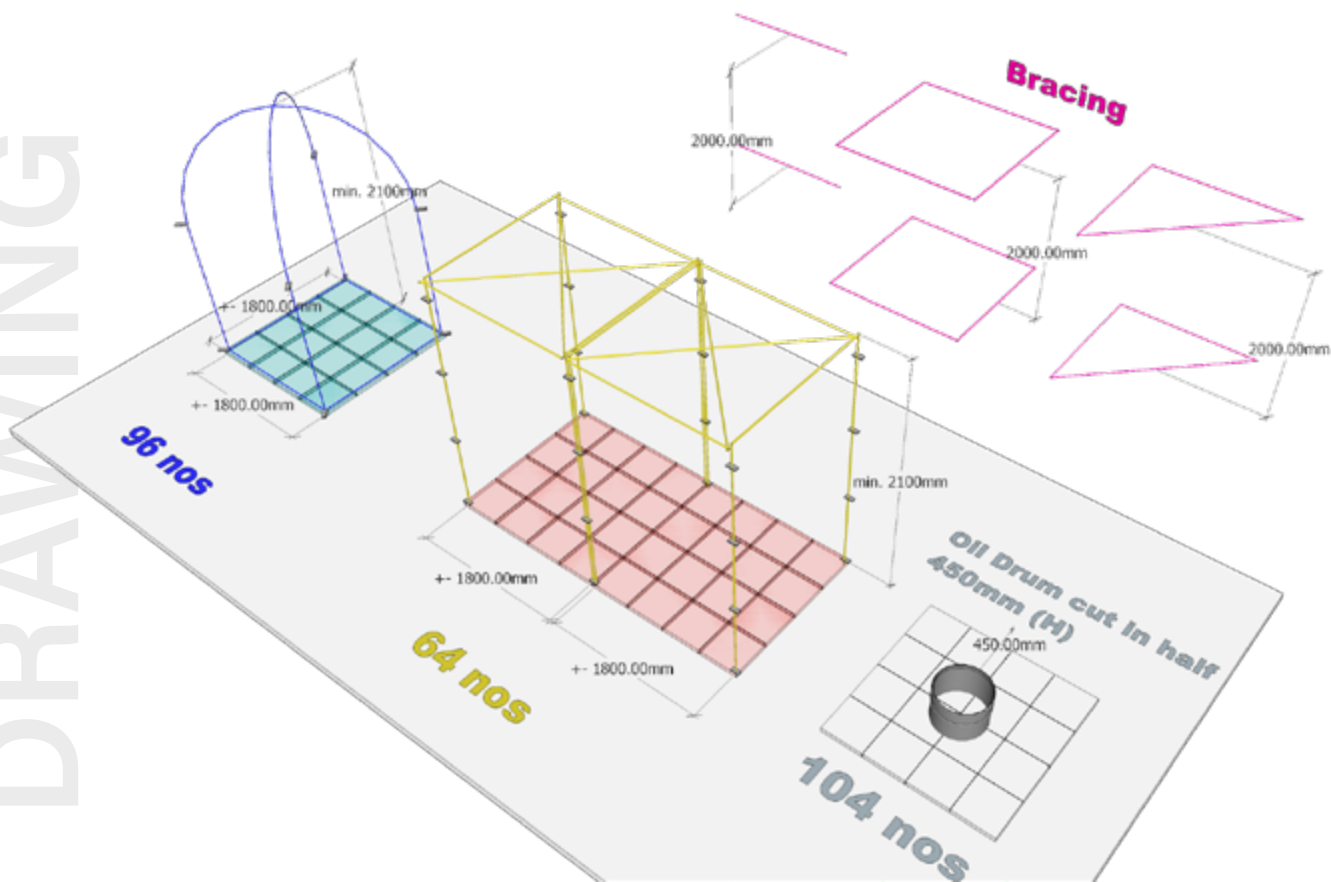 DRAWING
Bracing
2000.00mm
min. 2100mm
2000.00mm
+- 1800.00mm
2000.00mm
+- 1800.00mm
96 nos
min. 2100mm
Oil Drum cut in half
450mm (H)
+- 1800.00mm
450.00mm
64 nos
+- 1800.00mm
104 nos